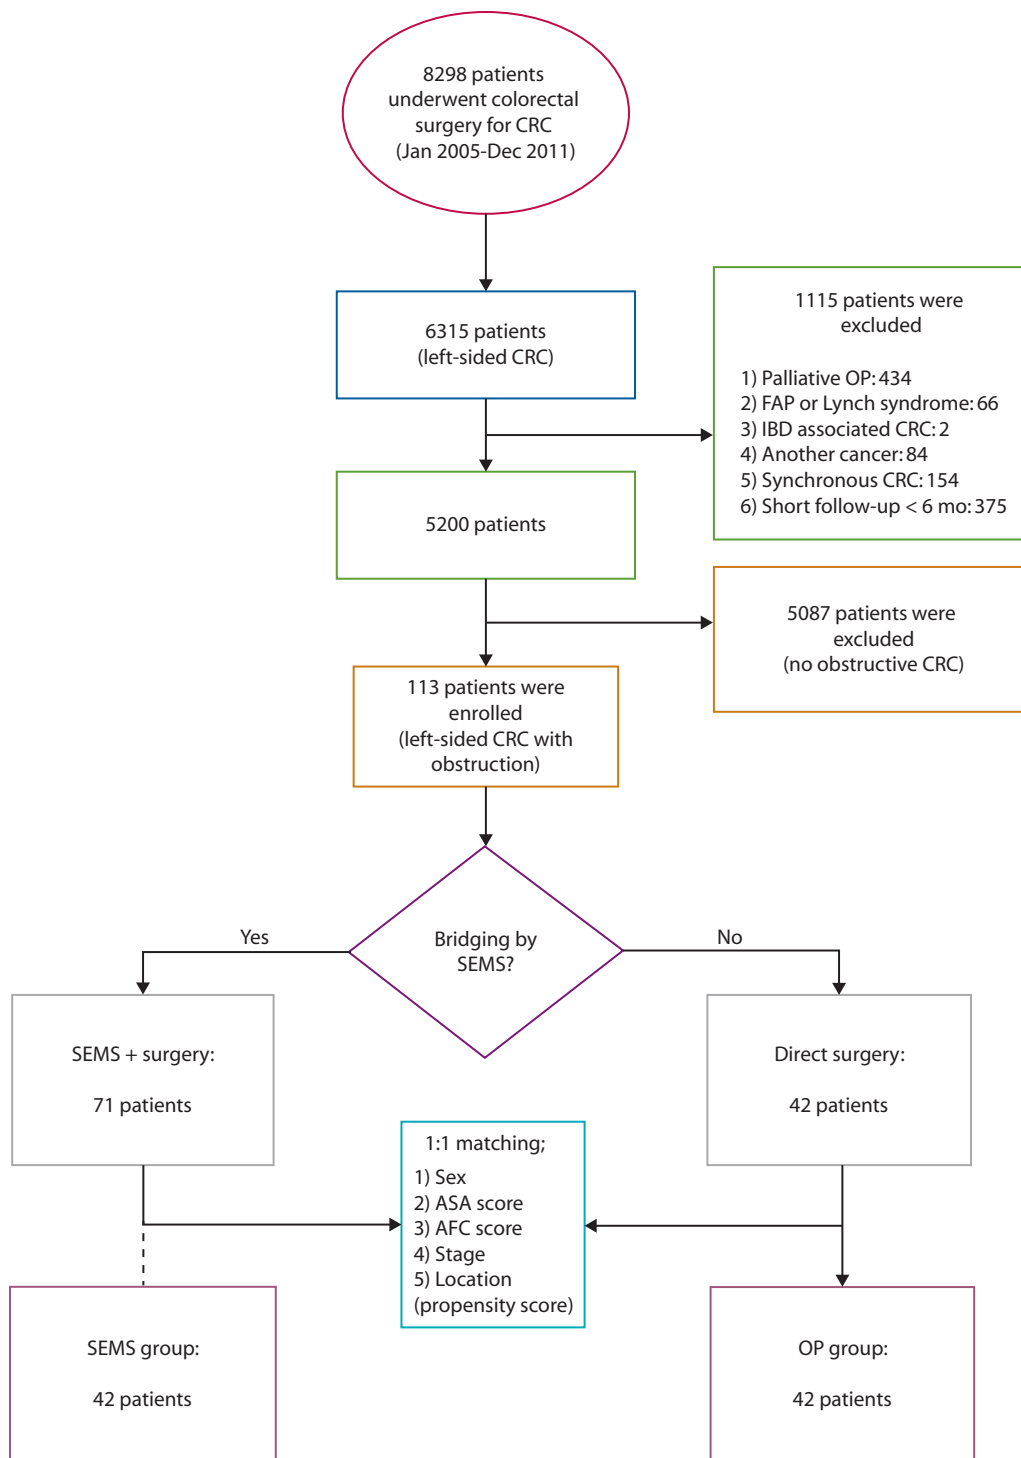 8298 patients
underwent colorectal
surgery for CRC
(Jan 2005-Dec 2011)
6315 patients
(left-sided CRC)
1115 patients were
excluded
1) Palliative OP: 434
2) FAP or Lynch syndrome: 66
3) IBD associated CRC: 2
4) Another cancer: 84
5) Synchronous CRC: 154
6) Short follow-up < 6 mo: 375
5200 patients
5087 patients were
excluded
(no obstructive CRC)
113 patients were
enrolled
(left-sided CRC with
obstruction)
Bridging by
SEMS?
Yes
No
SEMS + surgery:
71 patients
Direct surgery:
42 patients
1:1 matching;
1) Sex
2) ASA score
3) AFC score
4) Stage
5) Location
(propensity score)
SEMS group:
42 patients
OP group:
42 patients